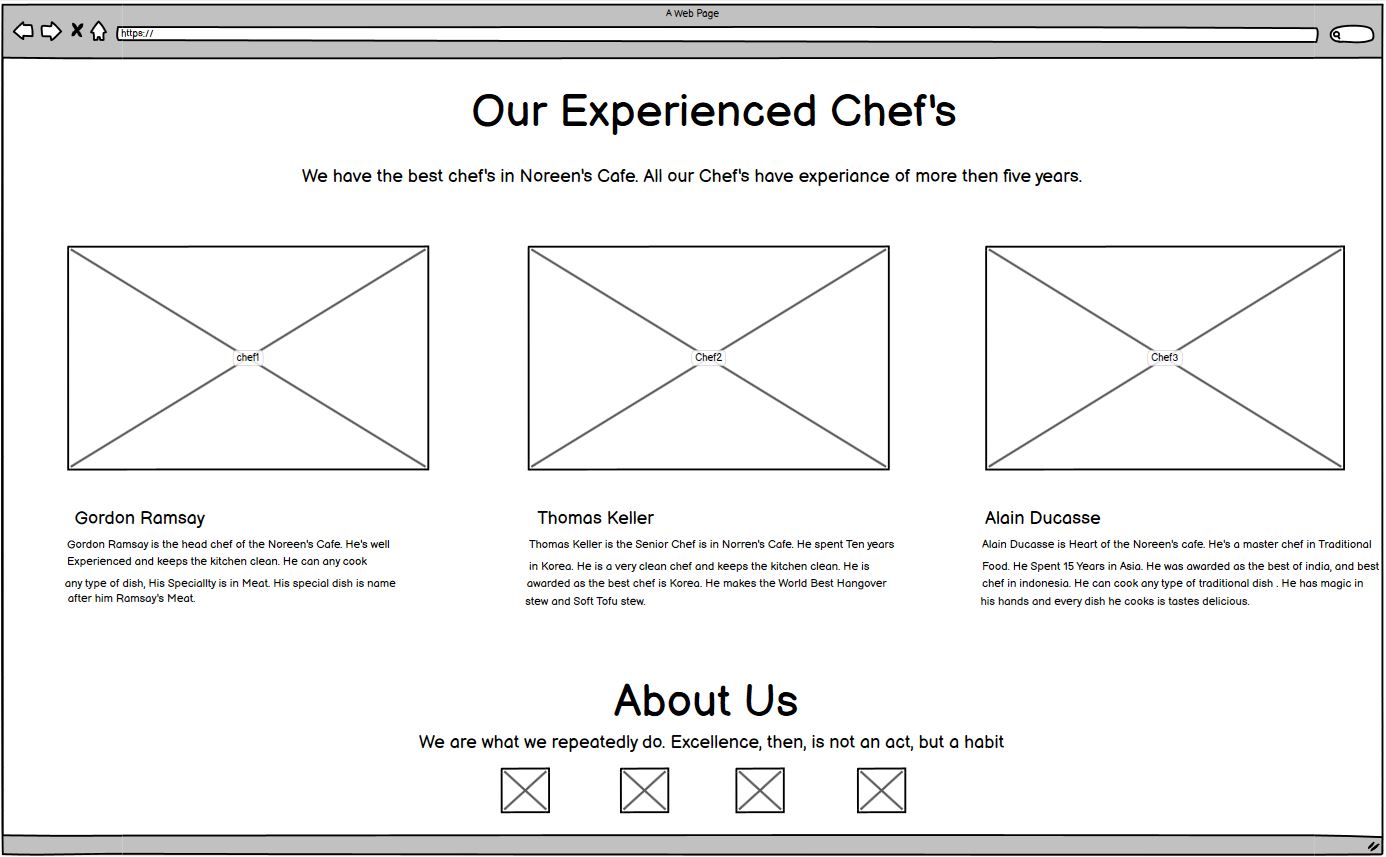 A Web Page
https://
Our Experienced Chef's
We have the best chef's in Noreen's Cafe. All our Chef's have experiance of more then five years.
chef1
Chef2
Chef3
Gordon Ramsay
Gordon Ramsay is the head chef of the Noreen's Cafe. He's well
Experienced and keeps the kitchen clean. He can any cook
any type of dish, His Speciallty is in Meat. His special dish is name
after him Ramsay's Meat.
Thomas Keller
Thomas Keller is the Senior Chef is in Norren's Cafe. He spent Ten years
in Korea. He is a very clean chef and keeps the kitchen clean. He is
awarded as the best chef is Korea. He makes the World Best Hangover
stew and Soft Tofu stew.
Alain Ducasse
Alain Ducasse is Heart of the Noreen's cafe. He's a master chef in Traditional
Food. He Spent 15 Years in Asia. He was awarded as the best of india, and best
chef in indonesia. He can cook any type of traditional dish . He has magic in
his hands and every dish he cooks is tastes delicious.
About Us
We are what we repeatedly do. Excellence, then, is not an act, but a habit